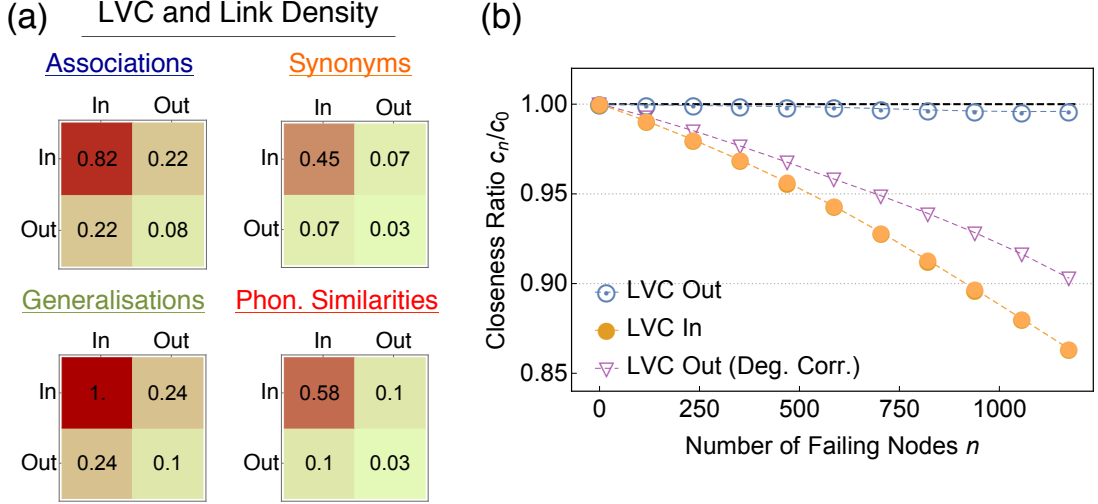 (a) LVC and Link Density
Associations
In Out
In 0.82 0.22
Out 0.22 0.08
Synonyms
In Out
In 0.45 0.07
Out 0.07 0.03
Generalisations
In Out
In 1. 0.24
Out 0.24 0.1
Phon. Similarities
In Out
In 0.58 0.1
Out 0.1 0.03
(b)
Closeness Ratio cn/c0
1.00
0.95
0.90
0.85
LVC Out
LVC In
LVC Out (Deg. Corr.)
0 250 500 750 1000
Number of Failing Nodes n